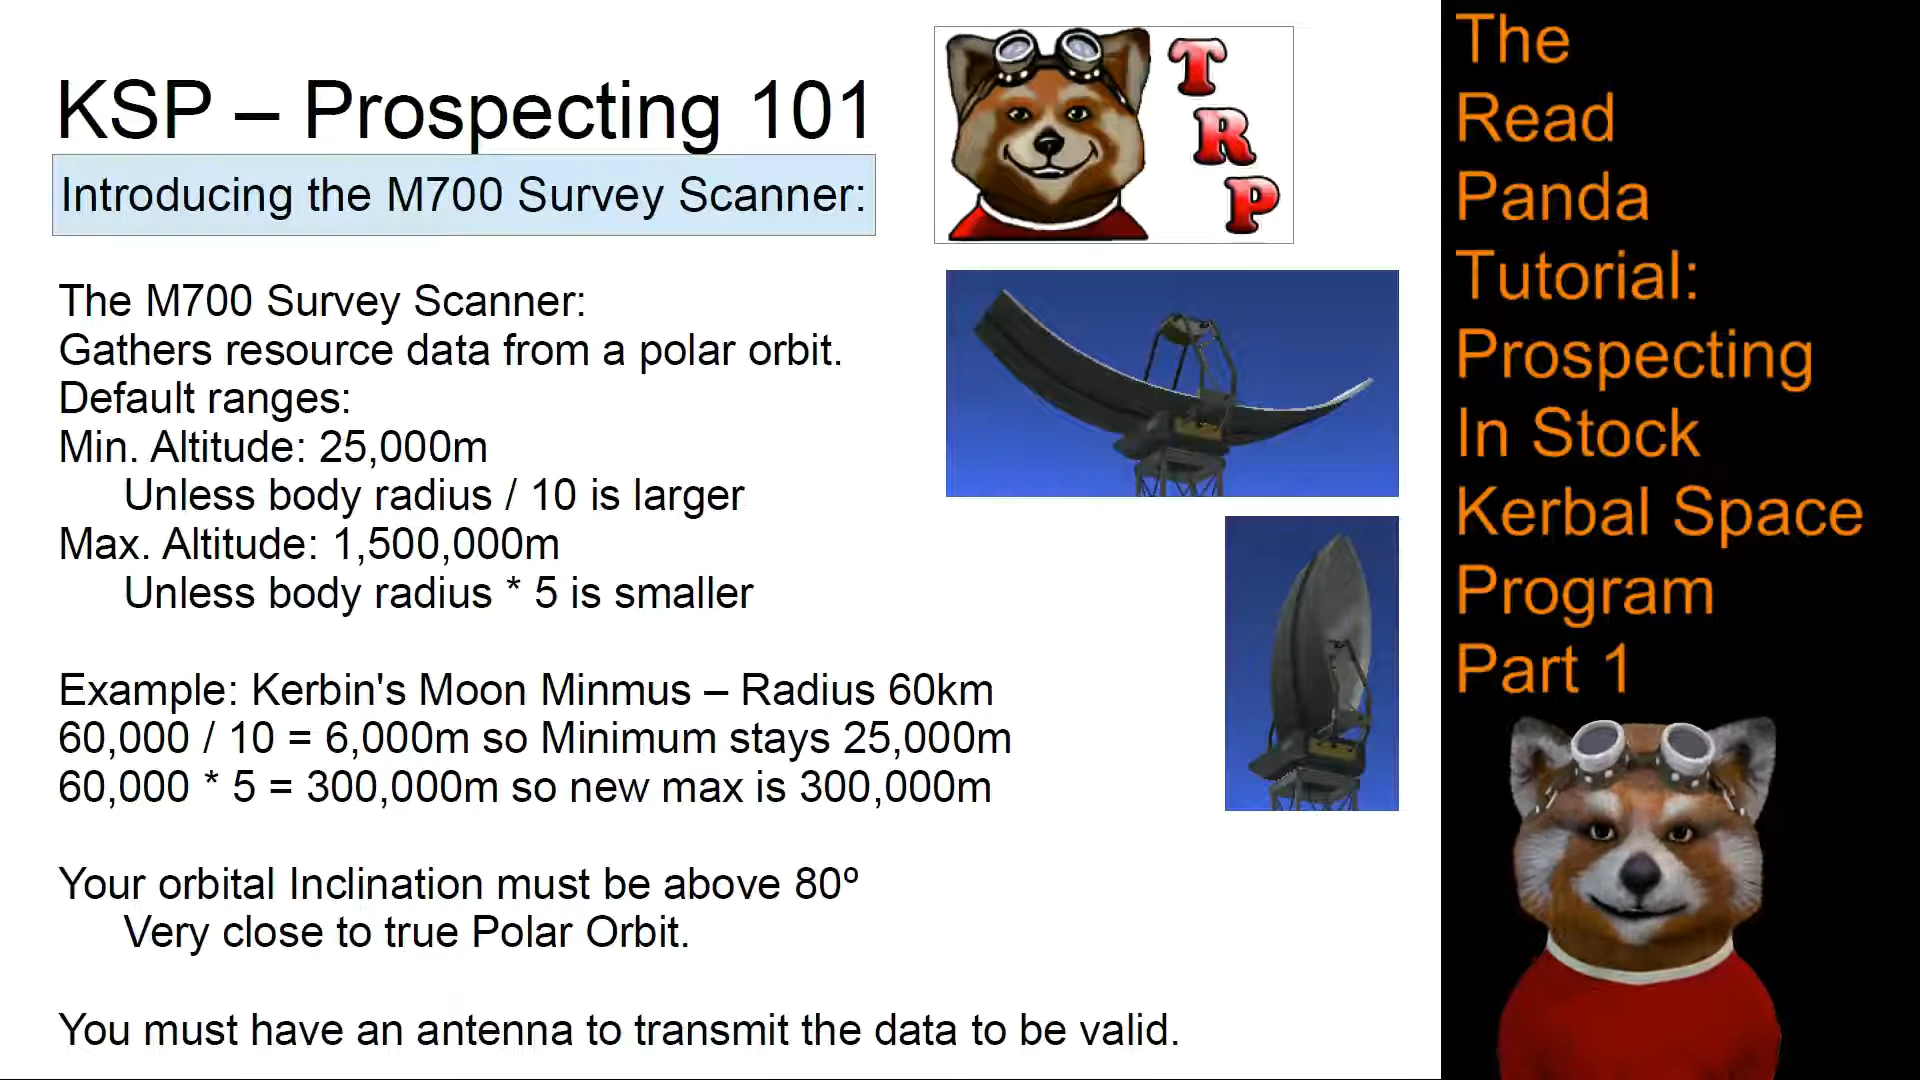 KSP – Prospecting 101
Introducing the M700 Survey Scanner:
The M700 Survey Scanner:
Gathers resource data from a polar orbit.
Default ranges:
Min. Altitude: 25,000m
Unless body radius / 10 is larger
Max. Altitude: 1,500,000m
Unless body radius * 5 is smaller
Example: Kerbin's Moon Minmus – Radius 60km
60,000 / 10 = 6,000m so Minimum stays 25,000m
60,000 * 5 = 300,000m so new max is 300,000m
Your orbital Inclination must be above 80º
Very close to true Polar Orbit.
You must have an antenna to transmit the data to be valid.
T
R
P
The
Read
Panda
Tutorial:
Prospecting
In Stock
Kerbal Space
Program
Part 1